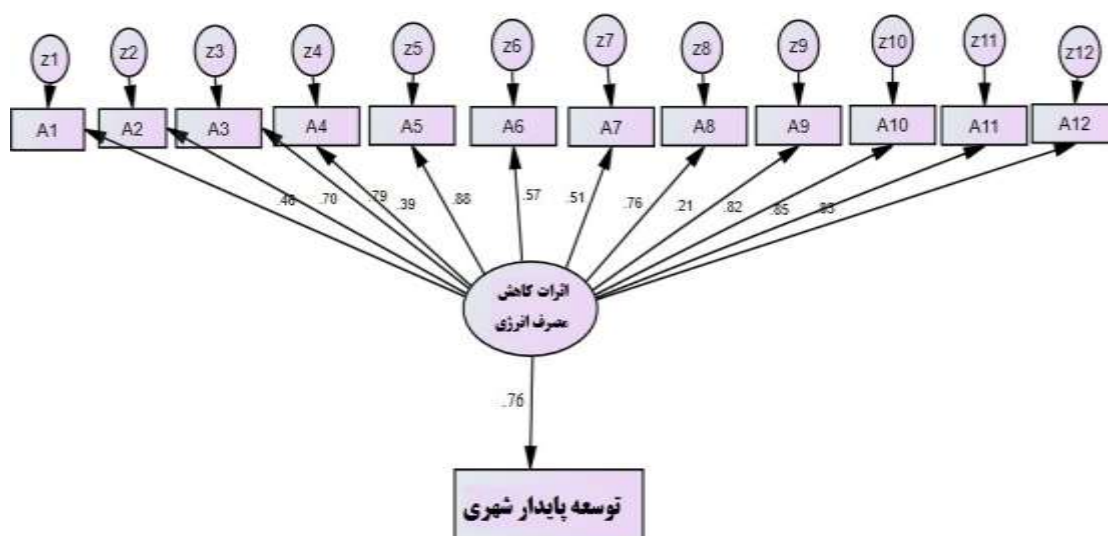 z1 z2 z3 z4 z5 z6 z7 z8 z9 z10 z11 z12
A1 A2 A3 A4 A5 A6 A7 A8 A9 A10 A11 A12
.46 .70 .79 .39 .88 .57 .51 .76 .21 .82 .85 .93
اثرات کاهش
مصرف انرژی
.76
توسعه پایدار شهری